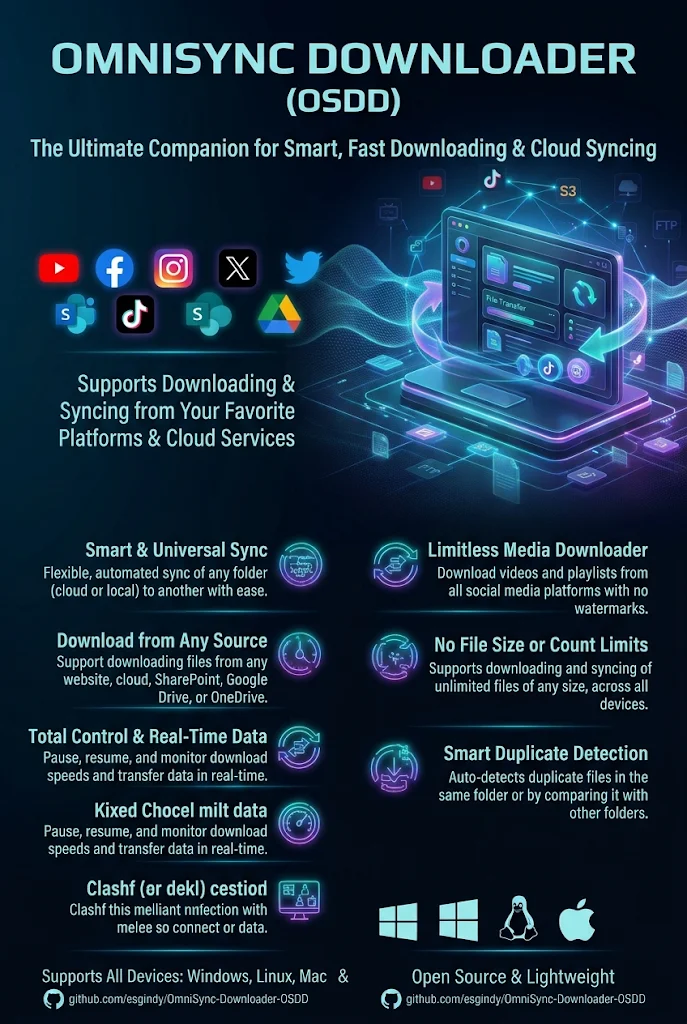 OMNISYNC DOWNLOADER
(OSDD)
The Ultimate Companion for Smart, Fast Downloading & Cloud Syncing
S3
FTP
File Transfer
FTP
S
S
Supports Downloading &
Syncing from Your Favorite
Platforms & Cloud Services
Smart & Universal Sync
Flexible, automated sync of any folder
(cloud or local) to another with ease.
Download from Any Source
Support downloading files from any
website, cloud, SharePoint, Google
Drive, or OneDrive.
Total Control & Real-Time Data
Pause, resume, and monitor download
speeds and transfer data in real-time.
Kixed Chocel milt data
Pause, resume, and monitor download
speeds and transfer data in real-time.
Clashf (ør dekl) cestiod
Clashf this melliant nnfection with
melee so connect or data.
Limitless Media Downloader
Download videos and playlists from
all social media platforms with no
watermarks.
No File Size or Count Limits
Supports downloading and syncing of
unlimited files of any size, across all
devices.
Smart Duplicate Detection
Auto-detects duplicate files in the
same folder or by comparing it with
other folders.
Supports All Devices: Windows, Linux, Mac &
github.com/esgindy/OmniSync-Downloader-OSDD
Open Source & Lightweight
github.com/esgindy/OmniSync-Downloader-OSDD